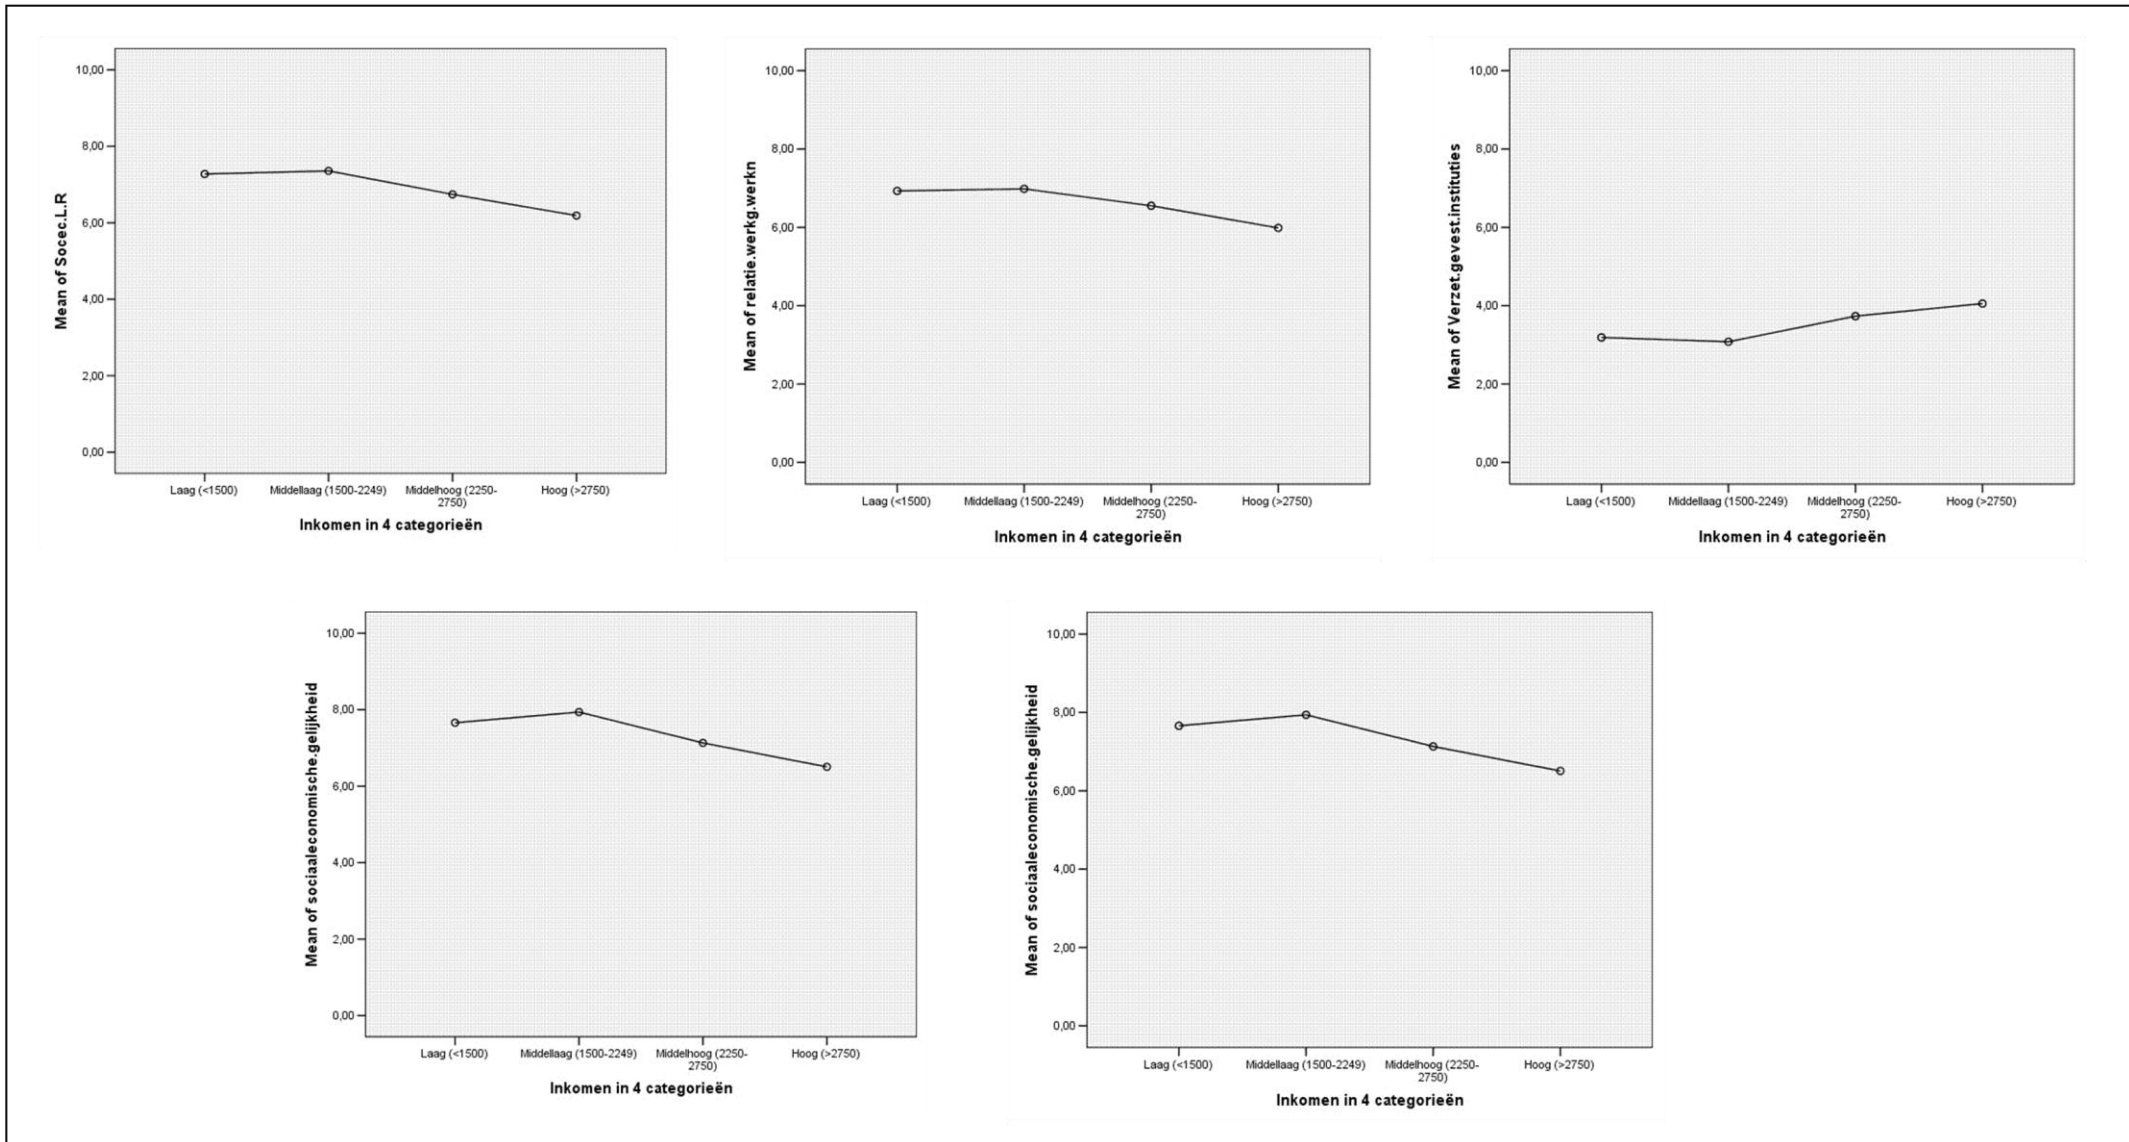 Mean of Socec.L.R
10,00
8,00
6,00
4,00
2,00
0,00
Laag (<1500)
Middellaag (1500-2249)
Middelhoog (2250-
2750)
Hoog (>2750)
Inkomen in 4 categorieën
Mean of relatie.werkg.werkn
10,00
8,00
6,00
4,00
2,00
0,00
Laag (<1500)
Middellaag (1500-2249)
Middelhoog (2250-
2750)
Hoog (>2750)
Inkomen in 4 categorieën
Mean of Verzet.gevest.instituties
10,00
8,00
6,00
4,00
2,00
0,00
Laag (<1500)
Middellaag (1500-2249)
Middelhoog (2250-
2750)
Hoog (>2750)
Inkomen in 4 categorieën
Mean of sociaaleconomische.gelijkheid
10,00
8,00
6,00
4,00
2,00
0,00
Laag (<1500)
Middellaag (1500-2249)
Middelhoog (2250-
2750)
Hoog (>2750)
Inkomen in 4 categorieën
Mean of sociaaleconomische.gelijkheid
10,00
8,00
6,00
4,00
2,00
0,00
Laag (<1500)
Middellaag (1500-2249)
Middelhoog (2250-
2750)
Hoog (>2750)
Inkomen in 4 categorieën